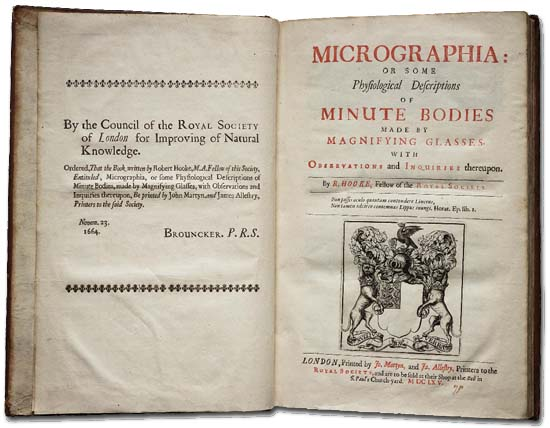 By the Council of the ROYAL SOCIETY
of London for Improving of Natural
Knowledge.
Ordered, That the Book written by Robert Hooke, M.A. Fellow of this Society,
Entituled, Micrographia, or some Physiological Descriptions of
Minute Bodies, made by Magnifying Glasses, with Observations and
Inquiries thereupon, Be printed by John Martyn, and James Allestry,
Printers to the said Society.
Novem. 23.
1664.
BROUNCKER. P. R. S.
MICROGRAPHIA:
OR SOME
Physiological Descriptions
OF
MINUTE BODIES
MADE BY
MAGNIFYING GLASSES.
WITH
OBSERVATIONS and INQUIRIES thereupon.
By R. HOOKE, Fellow of the ROYAL SOCIETY.
Non possis oculo quantum contendere Linceus,
Non tamen idcirco contemnas Lippus inungi. Horat. Ep. lib. 1.
LONDON, Printed by Jo. Martyn, and Ja. Allestry, Printers to the
ROYAL SOCIETY, and are to be sold at their Shop at the Bell in
S. Paul's Church-yard. M DC LX V.